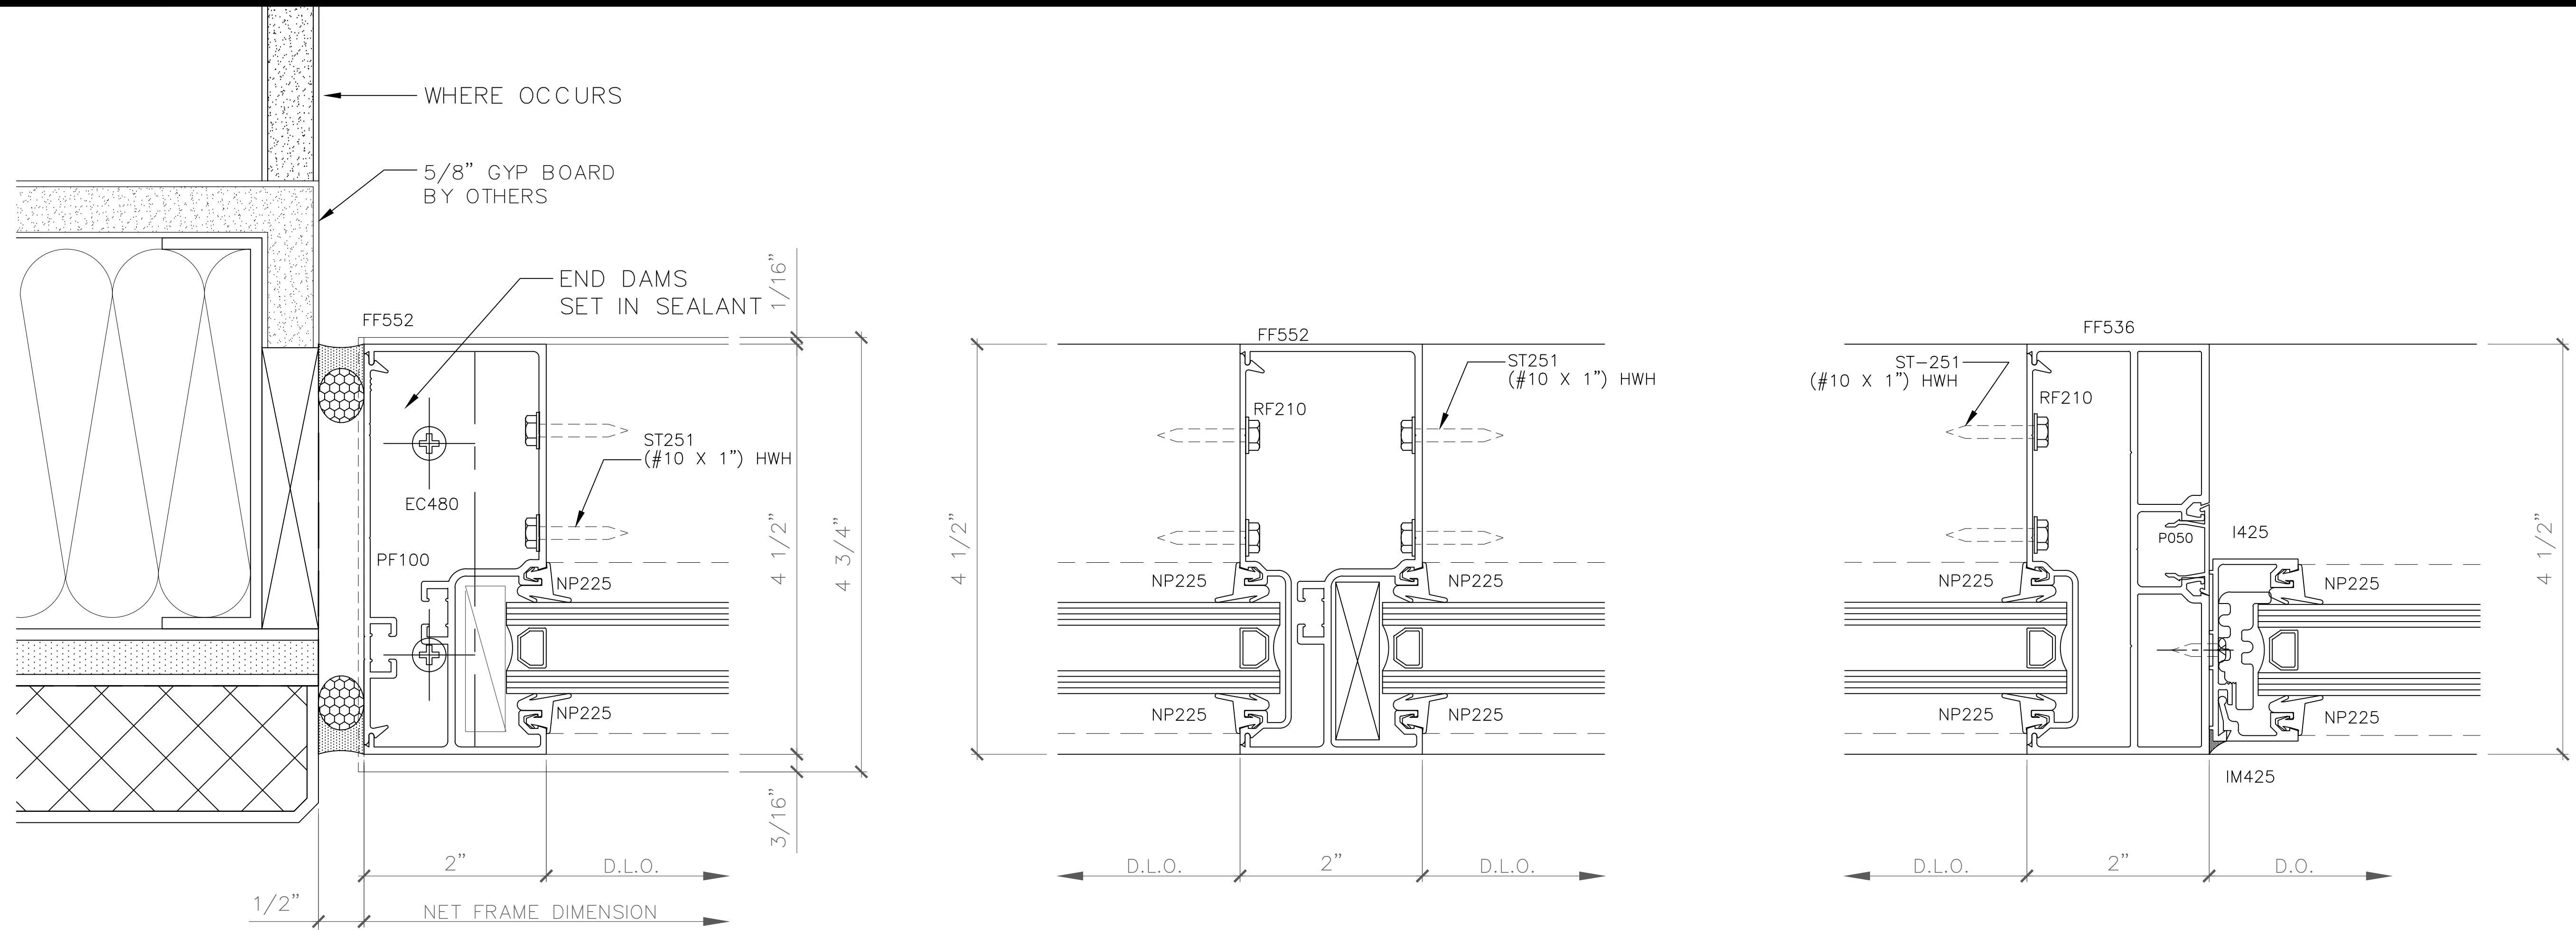 WHERE OCCURS
5/8" GYP BOARD
BY OTHERS
END DAMS
SET IN SEALANT
FF552
ST251
(#10 X 1") HWH
EC480
PF100
NP225
NP225
1/16"
4 1/2"
4 3/4"
3/16"
2"
D.L.O.
1/2"
NET FRAME DIMENSION
FF552
ST251
(#10 X 1") HWH
RF210
4 1/2"
NP225
NP225
NP225
NP225
D.L.O.
2"
D.L.O.
FF536
ST-251
(#10 X 1") HWH
RF210
P050
I425
NP225
NP225
NP225
NP225
IM425
4 1/2"
D.L.O.
2"
D.O.